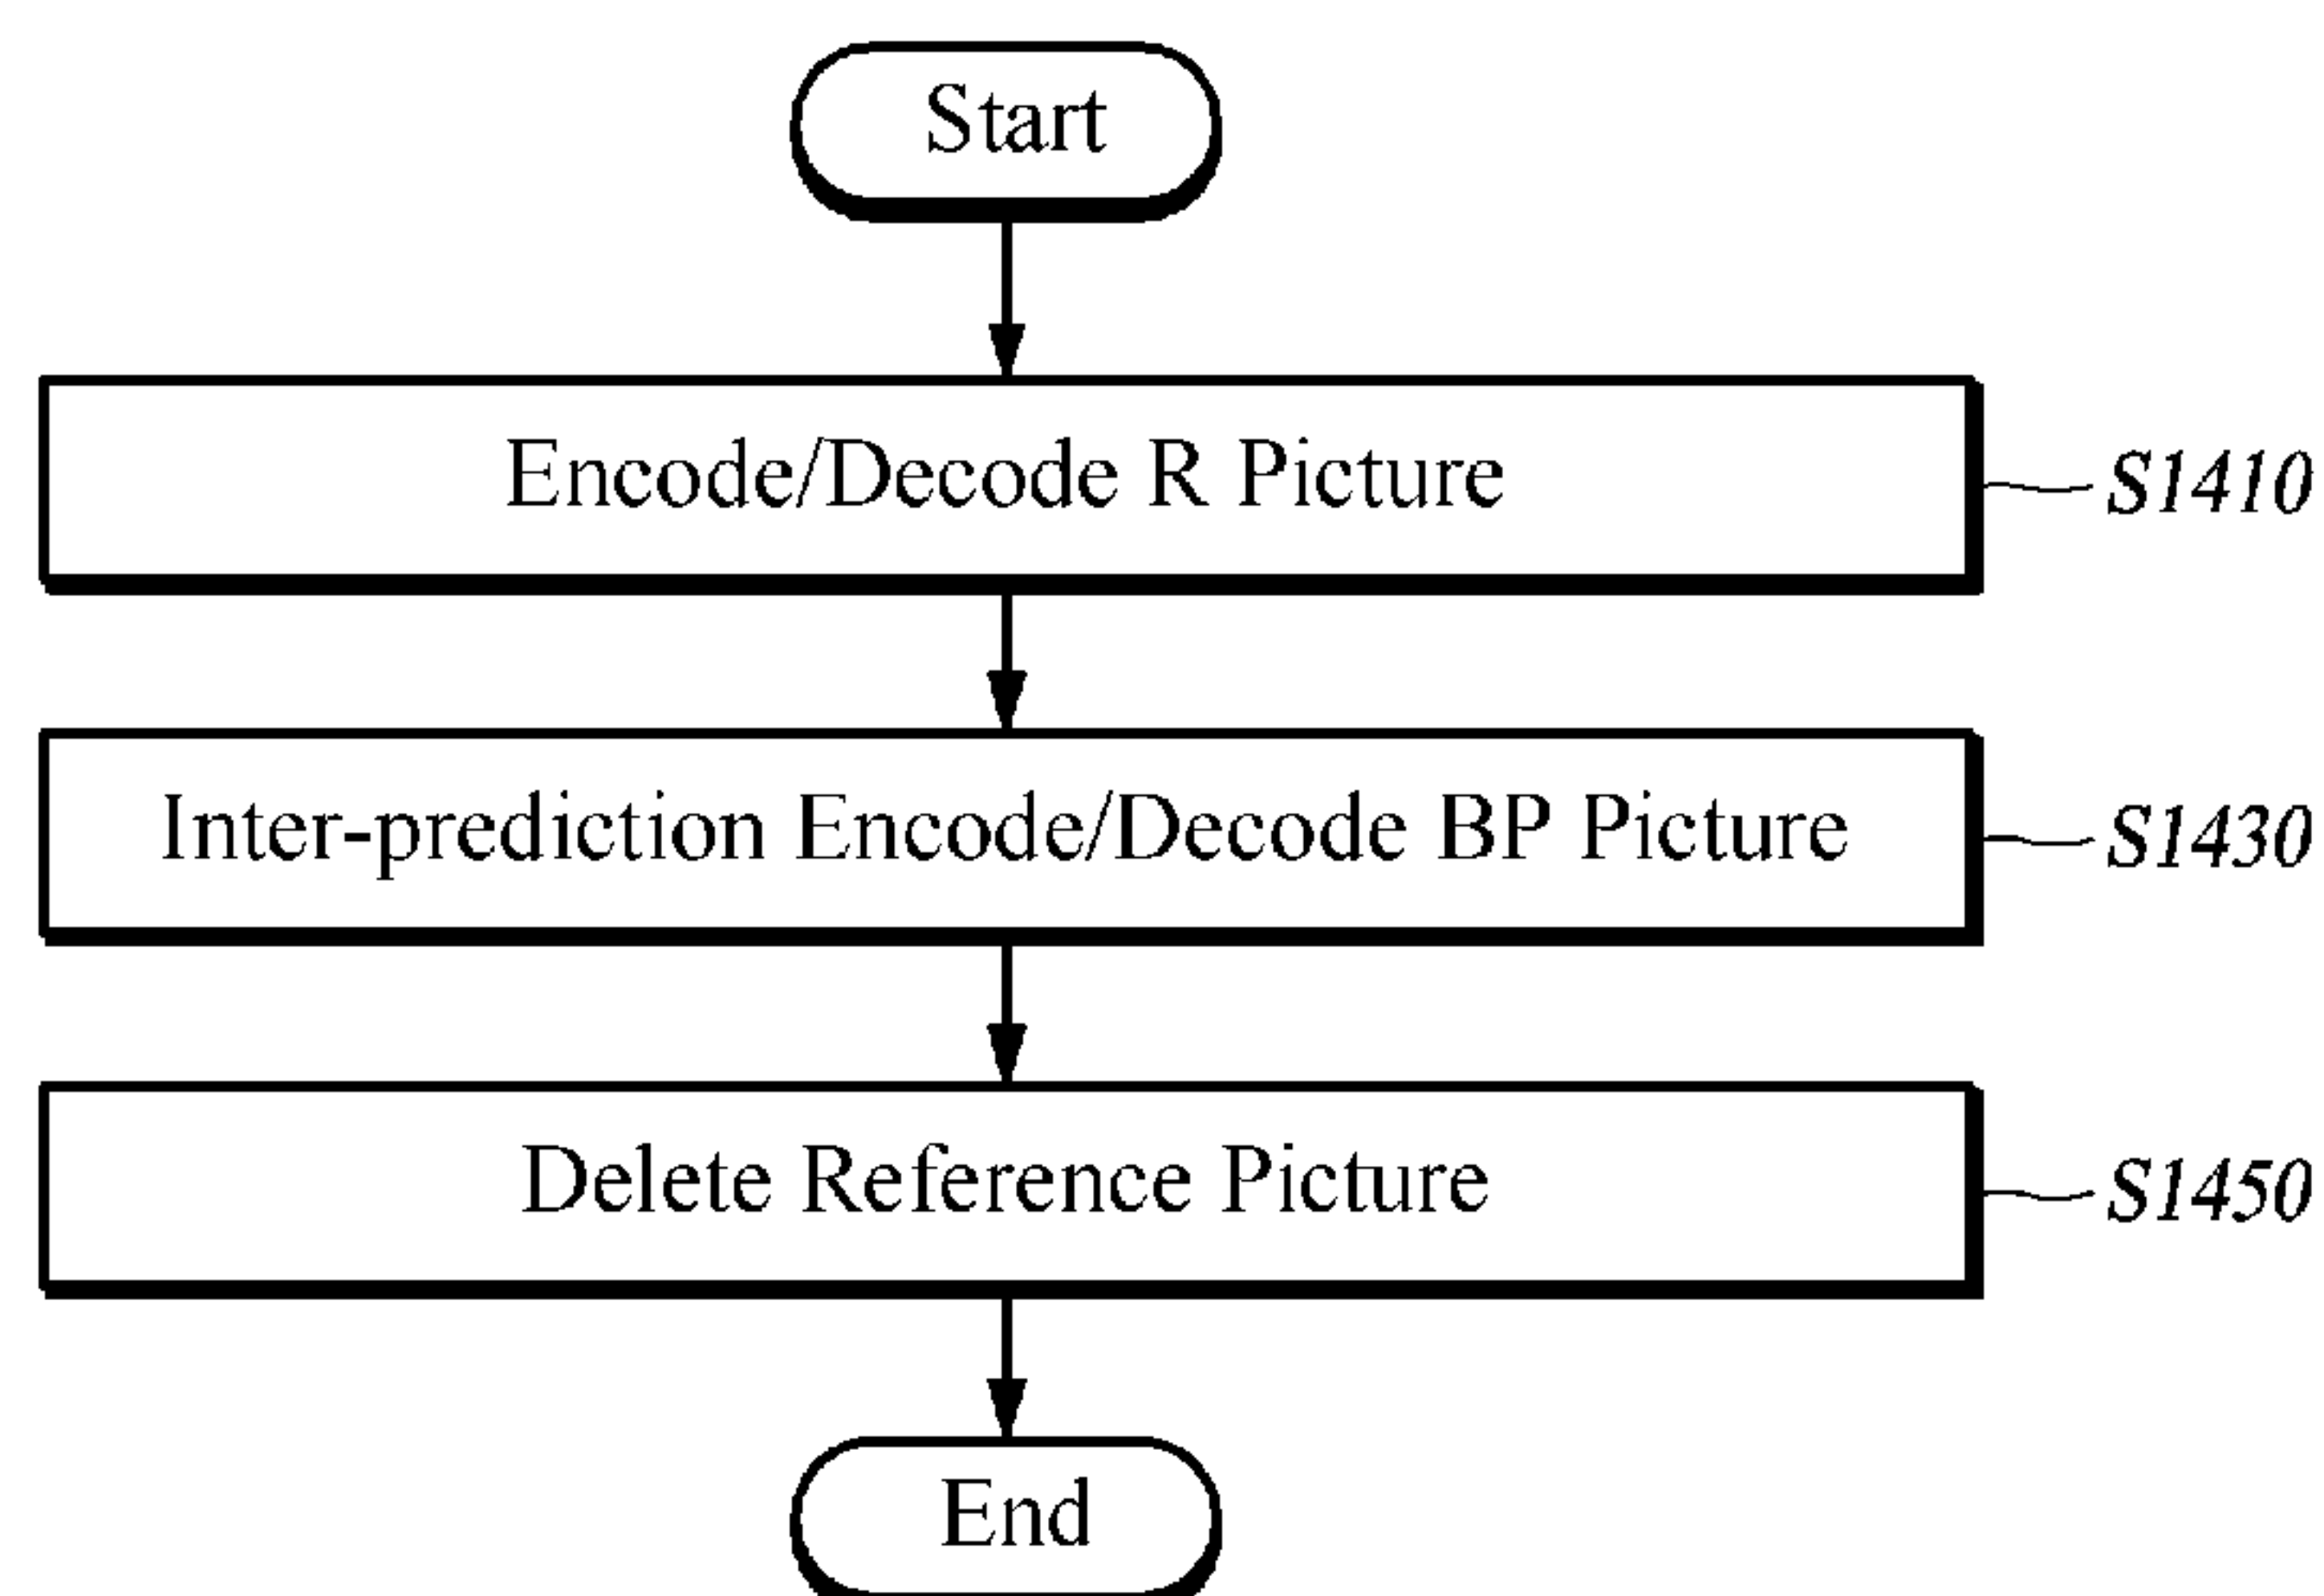 Start
Encode/Decode R Picture
S1410
Inter-prediction Encode/Decode BP Picture
S1430
Delete Reference Picture
S1450
End